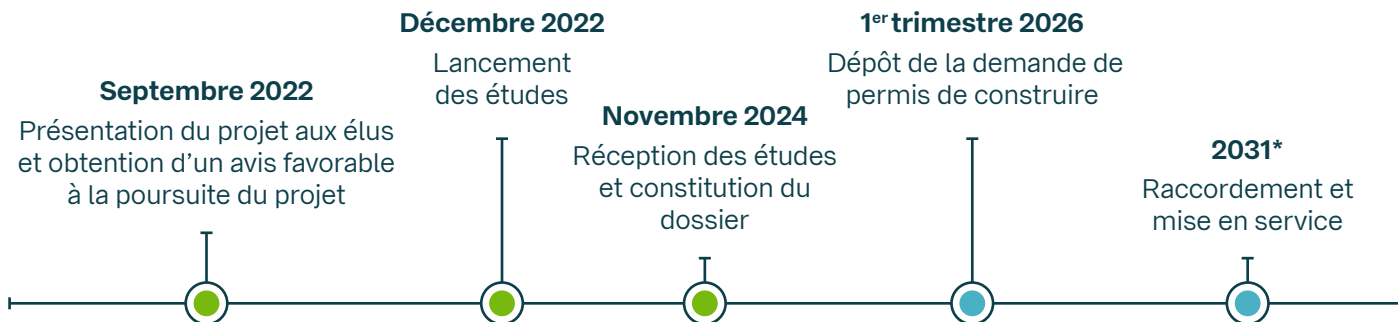 Septembre 2022
Présentation du projet aux élus
et obtention d’un avis favorable
à la poursuite du projet
Décembre 2022
Lancement
des études
Novembre 2024
Réception des études
et constitution du
dossier
1er trimestre 2026
Dépôt de la demande de
permis de construire
2031*
Raccordement et
mise en service